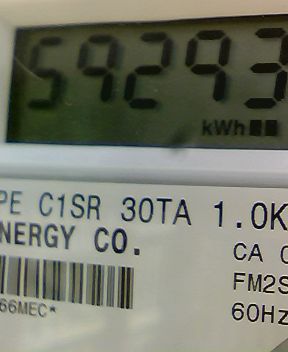 59293
kWh
PE C1SR 30TA 1.0K
NERGY CO.
CA
FM2S
66MEC*
60Hz